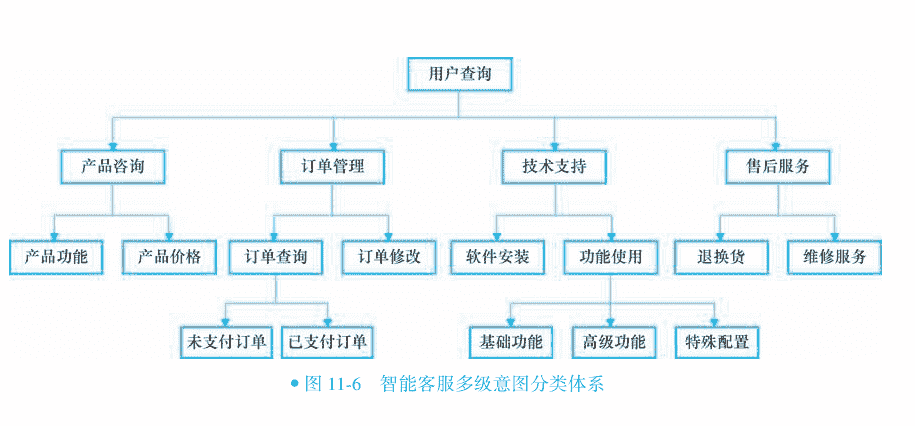 用户查询
产品咨询 订单管理 技术支持 售后服务
产品功能 产品价格 订单查询 订单修改 软件安装 功能使用 退换货 维修服务
未支付订单 已支付订单 基础功能 高级功能 特殊配置
●图 11-6 智能客服多级意图分类体系